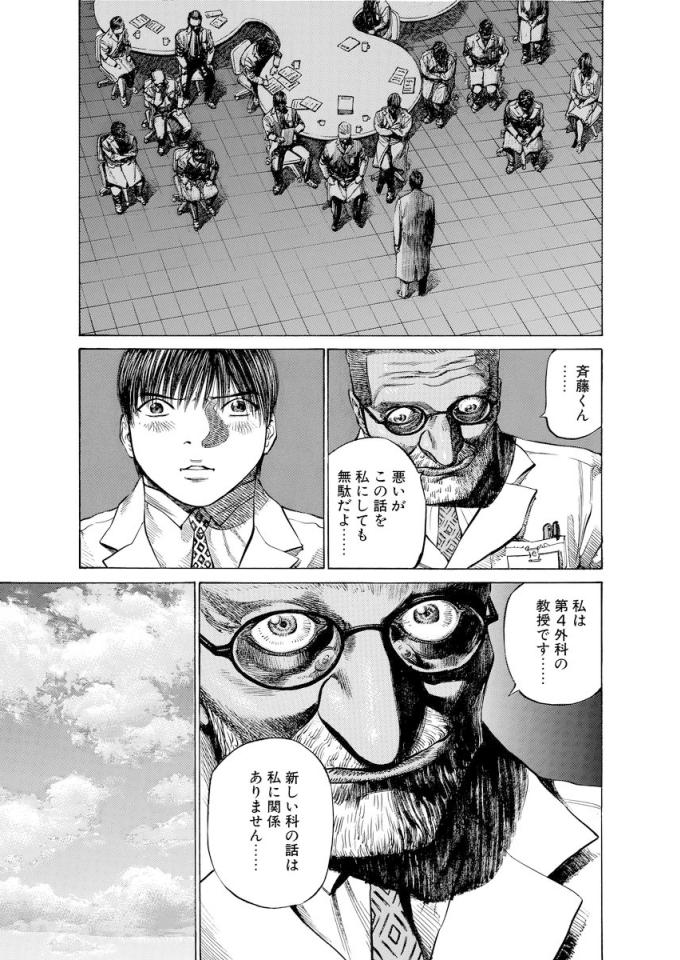 斉藤くん
……
悪いが
この話を
私にしても
無駄だよ……
私は
第4外科の
教授です……
新しい科の話は
私に関係
ありません……